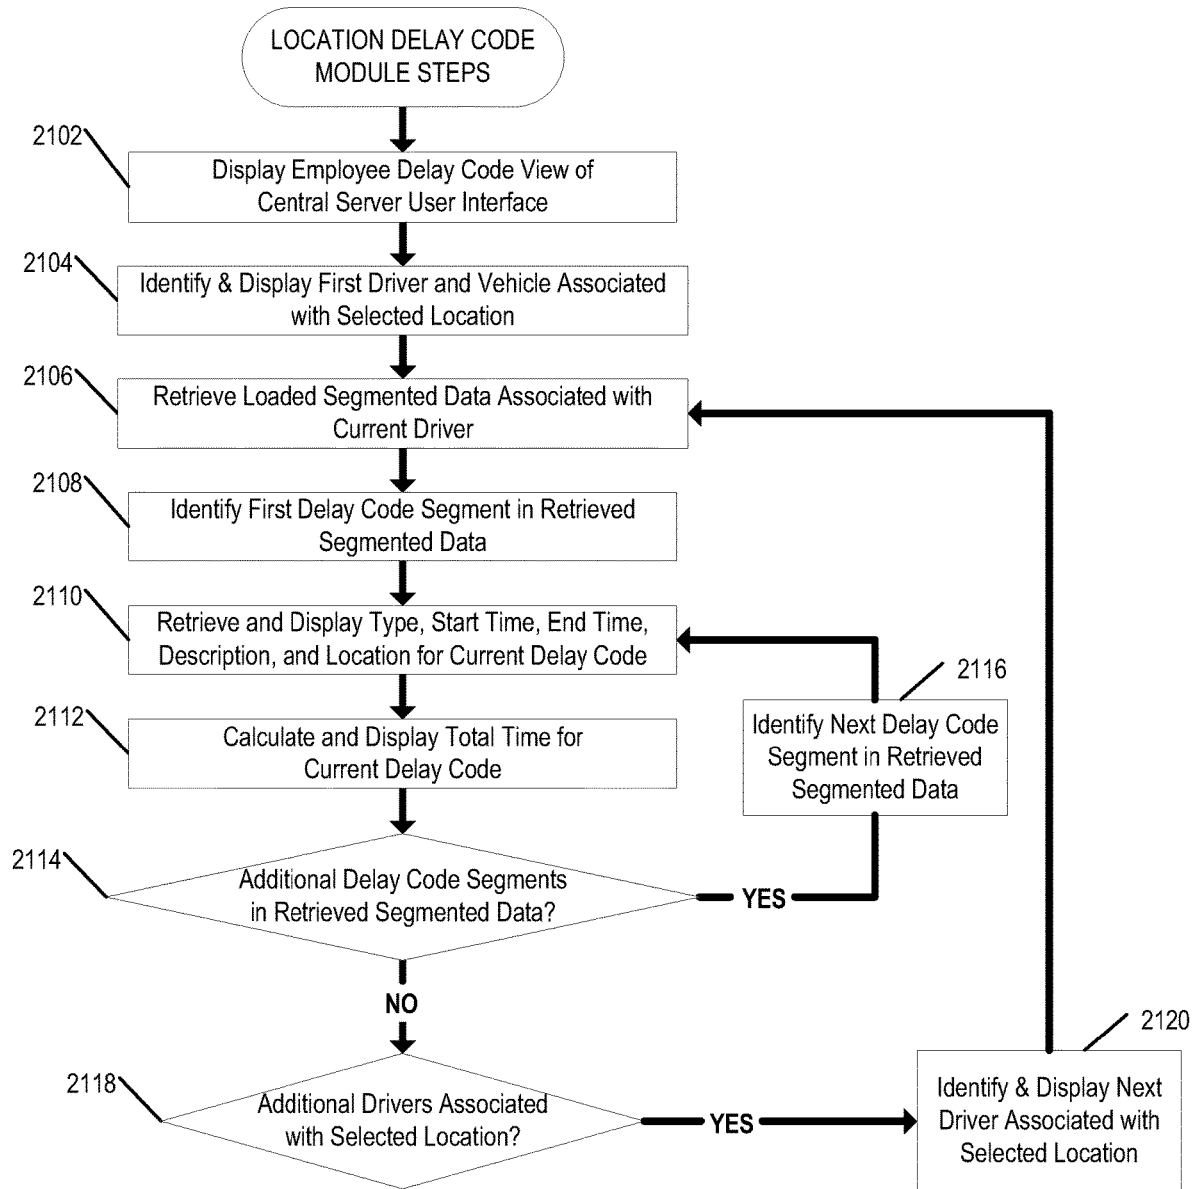 LOCATION DELAY CODE
MODULE STEPS
2102
Display Employee Delay Code View of
Central Server User Interface
2104
Identify & Display First Driver and Vehicle Associated
with Selected Location
2106
Retrieve Loaded Segmented Data Associated with
Current Driver
2108
Identify First Delay Code Segment in Retrieved
Segmented Data
2110
Retrieve and Display Type, Start Time, End Time,
Description, and Location for Current Delay Code
2116
Identify Next Delay Code
Segment in Retrieved
Segmented Data
2112
Calculate and Display Total Time for
Current Delay Code
2114
Additional Delay Code Segments
in Retrieved Segmented Data?
YES
NO
2118
Additional Drivers Associated
with Selected Location?
YES
2120
Identify & Display Next
Driver Associated with
Selected Location